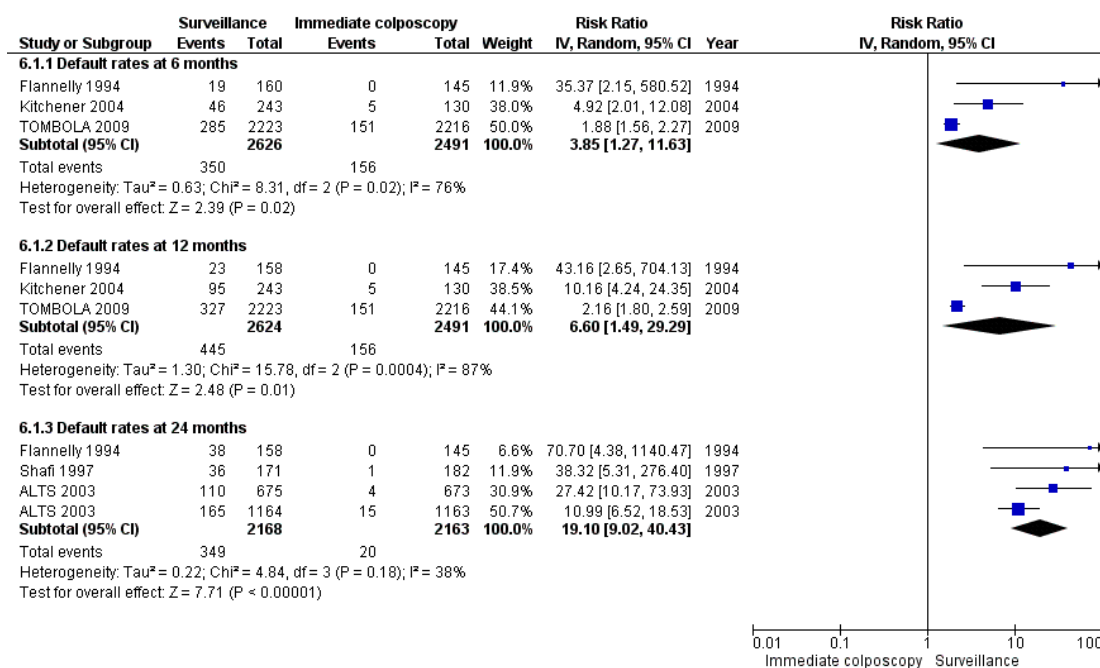 Surveillance Immediate colposcopy Risk Ratio Risk Ratio
Study or Subgroup Events Total Events Total Weight IV, Random, 95% CI Year IV, Random, 95% CI
6.1.1 Default rates at 6 months
Flannelly 1994 19 160 0 145 11.9% 35.37 [2.15, 580.52] 1994
Kitchener 2004 46 243 5 130 38.0% 4.92 [2.01, 12.08] 2004
TOMBOLA 2009 285 2223 151 2216 50.0% 1.88 [1.56, 2.27] 2009
Subtotal (95% CI) 2626 2491 100.0% 3.85 [1.27, 11.63]
Total events 350 156
Heterogeneity: Tau² = 0.63; Chi² = 8.31, df = 2 (P = 0.02); I² = 76%
Test for overall effect: Z = 2.39 (P = 0.02)
6.1.2 Default rates at 12 months
Flannelly 1994 23 158 0 145 17.4% 43.16 [2.65, 704.13] 1994
Kitchener 2004 95 243 5 130 38.5% 10.16 [4.24, 24.35] 2004
TOMBOLA 2009 327 2223 151 2216 44.1% 2.16 [1.80, 2.59] 2009
Subtotal (95% CI) 2624 2491 100.0% 6.60 [1.49, 29.29]
Total events 445 156
Heterogeneity: Tau² = 1.30; Chi² = 15.78, df = 2 (P = 0.0004); I² = 87%
Test for overall effect: Z = 2.48 (P = 0.01)
6.1.3 Default rates at 24 months
Flannelly 1994 38 158 0 145 6.6% 70.70 [4.38, 1140.47] 1994
Shafi 1997 36 171 1 182 11.9% 38.32 [5.31, 276.40] 1997
ALTS 2003 110 675 4 673 30.9% 27.42 [10.17, 73.93] 2003
ALTS 2003 165 1164 15 1163 50.7% 10.99 [6.52, 18.53] 2003
Subtotal (95% CI) 2168 2163 100.0% 19.10 [9.02, 40.43]
Total events 349 20
Heterogeneity: Tau² = 0.22; Chi² = 4.84, df = 3 (P = 0.18); I² = 38%
Test for overall effect: Z = 7.71 (P < 0.00001)
0.01 0.1 1 10 100
Immediate colposcopy Surveillance